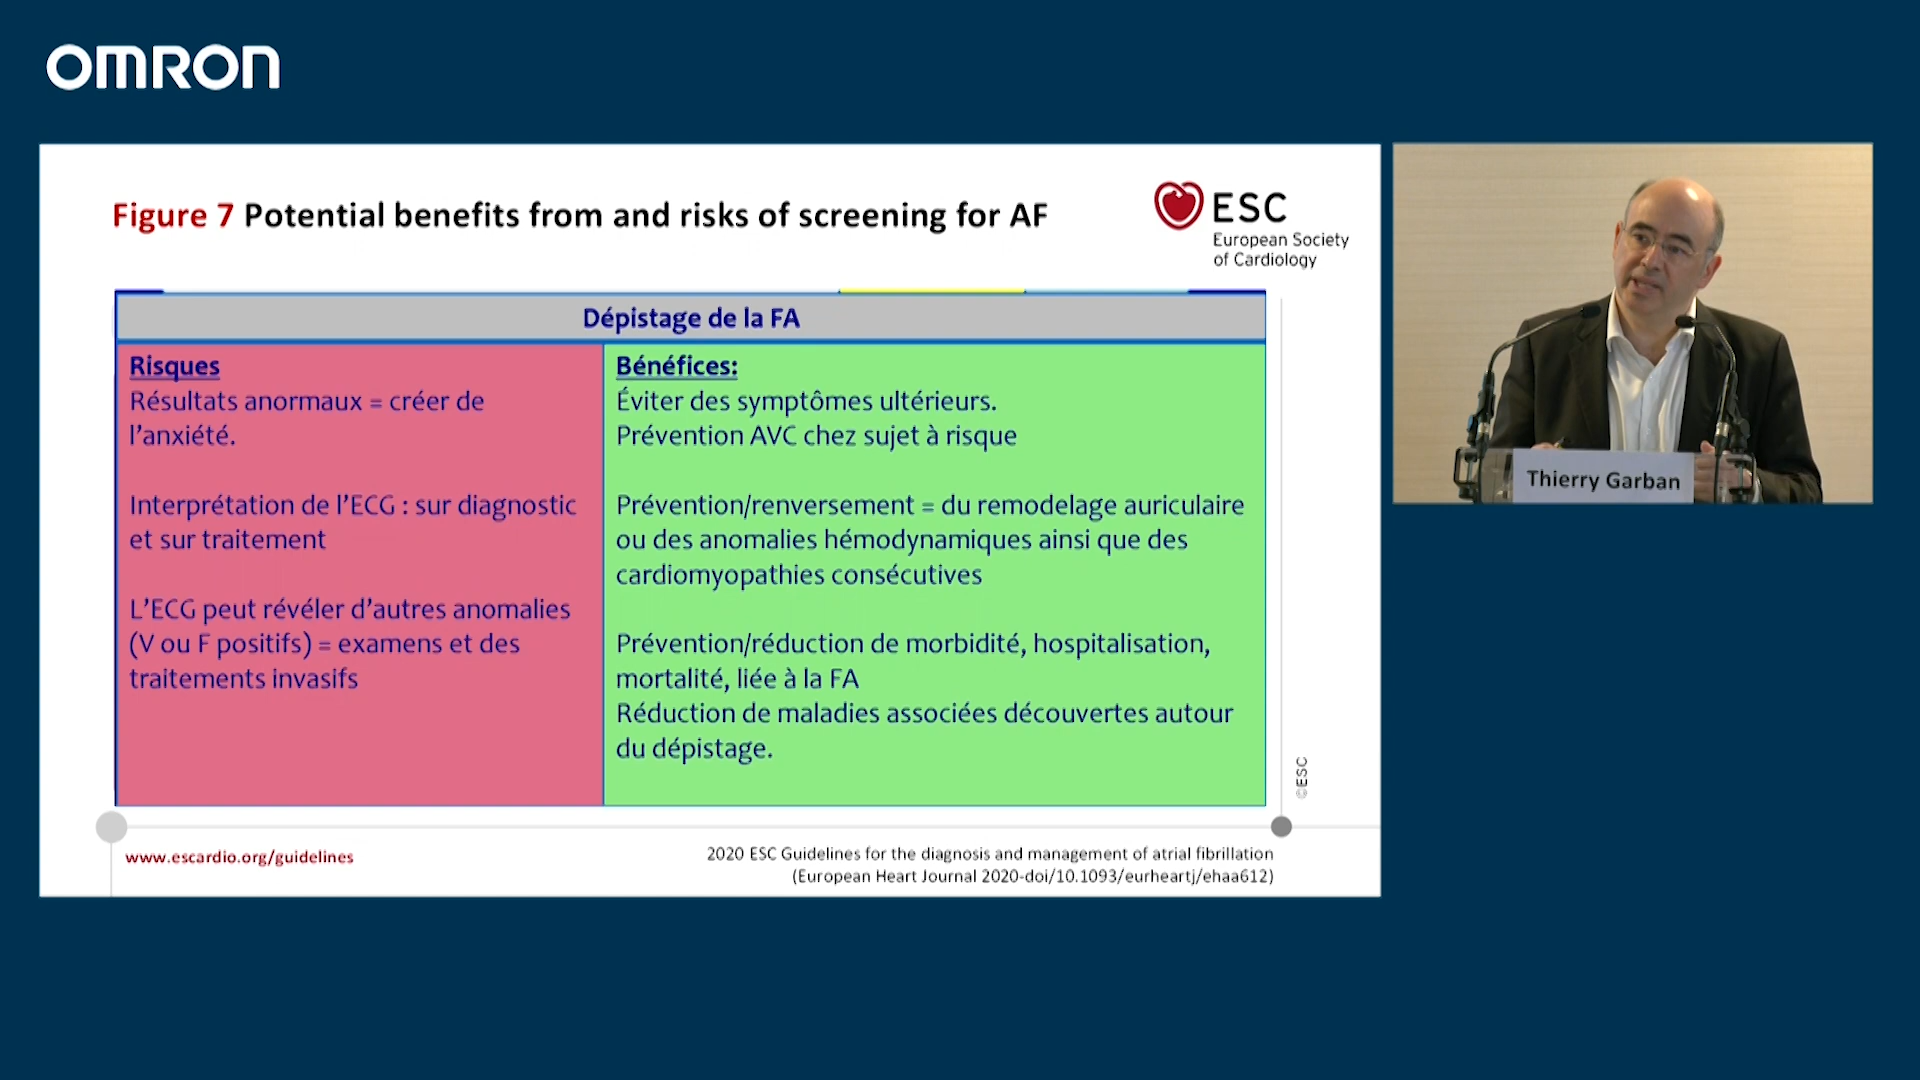 OMRON
Figure 7 Potential benefits from and risks of screening for AF
ESC
European Society
of Cardiology
Dépistage de la FA
Risques
Résultats anormaux = créer de
l’anxiété.
Interprétation de l’ECG : sur diagnostic
et sur traitement
L’ECG peut révéler d’autres anomalies
(V ou F positifs) = examens et des
traitements invasifs
Bénéfices:
Éviter des symptômes ultérieurs.
Prévention AVC chez sujet à risque
Prévention/renversement = du remodelage auriculaire
ou des anomalies hémodynamiques ainsi que des
cardiomyopathies consécutives
Prévention/réduction de morbidité, hospitalisation,
mortalité, liée à la FA
Réduction de maladies associées découvertes autour
du dépistage.
©ESC
www.escardio.org/guidelines
2020 ESC Guidelines for the diagnosis and management of atrial fibrillation
(European Heart Journal 2020-doi/10.1093/eurheartj/ehaa612)
Thierry Garban